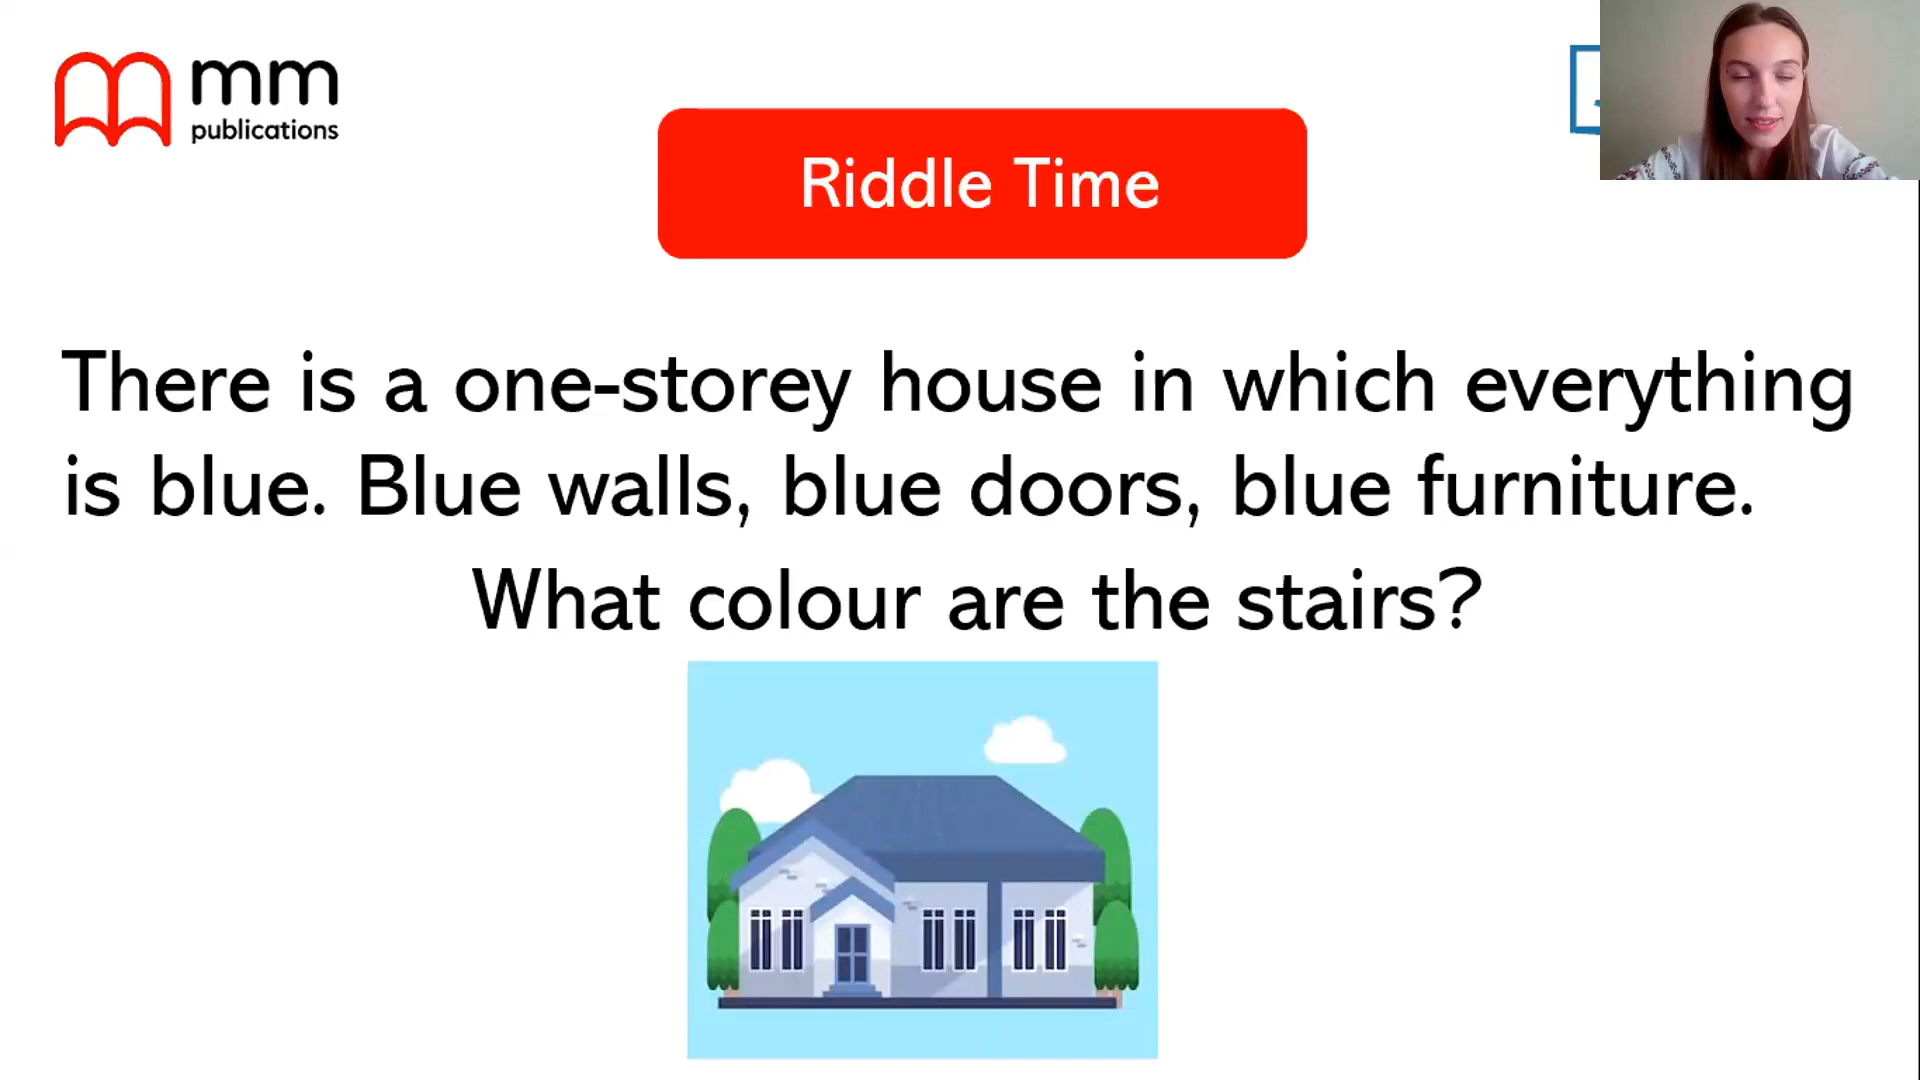 mm
publications
Riddle Time
There is a one-storey house in which everything
is blue. Blue walls, blue doors, blue furniture.
What colour are the stairs?